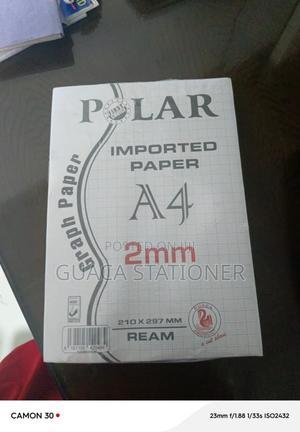 POLAR
IMPORTED
PAPER
Graph Paper
A4
POSTED ON JIJI
2mm
GUACA STATIONER
210 X 297 MM
REAM
CAMON 30
23mm f/1.88 1/33s ISO2432